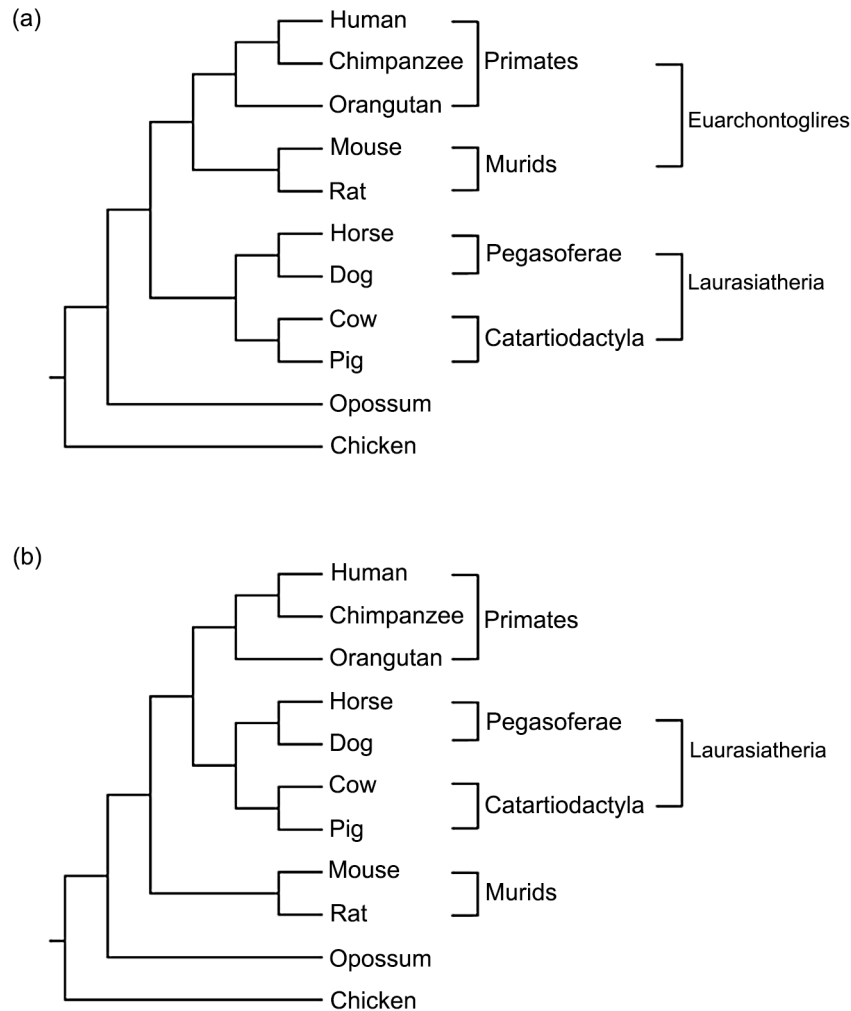 (a)
Human
Chimpanzee
Primates
Orangutan
Euarchontoglires
Mouse
Murids
Rat
Horse
Pegasoferae
Dog
Laurasiatheria
Cow
Catartiodactyla
Pig
Opossum
Chicken
(b)
Human
Chimpanzee
Primates
Orangutan
Horse
Pegasoferae
Dog
Laurasiatheria
Cow
Catartiodactyla
Pig
Mouse
Murids
Rat
Opossum
Chicken